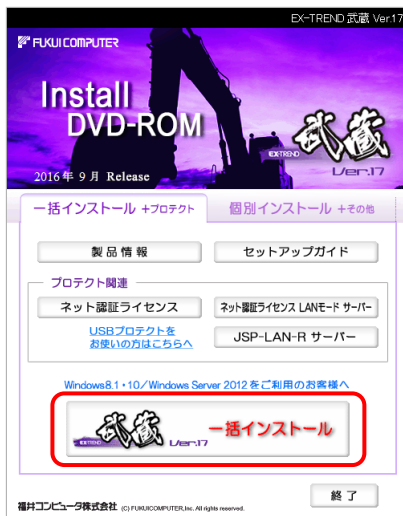 EX-TREND 武蔵 Ver.17
FUKUI COMPUTER
Install
DVD-ROM
EX-TREND 武蔵
Ver.17
2016年 9月 Release
一括インストール +プロテクト
個別インストール +その他
製品情報
セットアップガイド
プロテクト関連
ネット認証ライセンス
ネット認証ライセンス LANモード サーバー
USBプロテクトを
お使いの方はこちらへ
JSP-LAN-R サーバー
Windows8.1・10/Windows Server 2012 をご利用のお客様へ
EX-TREND 武蔵 Ver.17 一括インストール
終了
福井コンピュータ株式会社 (C) FUKUICOMPUTER,Inc. All rights reserved.